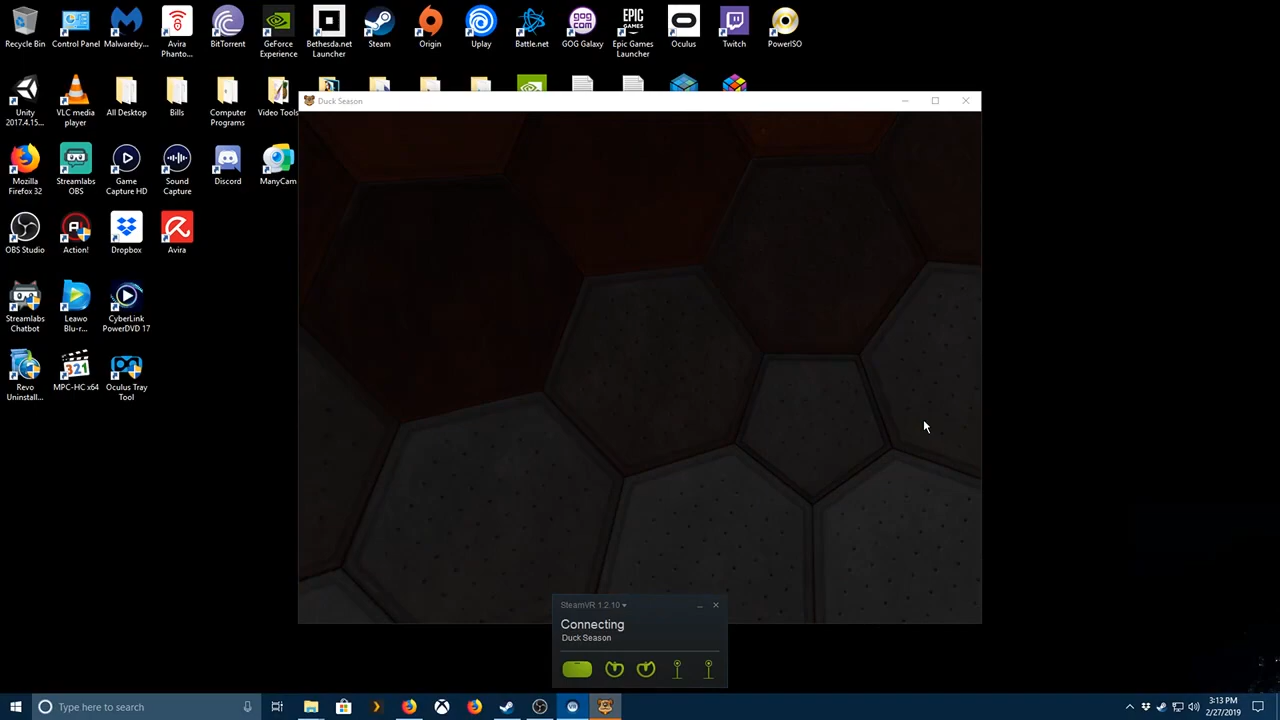 Recycle Bin
Control Panel
Malwareby...
Avira
Phanto...
BitTorrent
GeForce
Experience
Bethesda.net
Launcher
Steam
Origin
Uplay
Battle.net
GOG Galaxy
Epic Games
Launcher
Oculus
Twitch
PowerISO
gog
com
EPIC
GAMES
Unity
2017.4.15...
VLC media
player
All Desktop
Bills
Computer
Programs
Video Tools
Duck Season
Mozilla
Firefox 32
Streamlabs
OBS
Game
Capture HD
Sound
Capture
Discord
ManyCam
OBS Studio
Action!
Dropbox
Avira
Streamlabs
Chatbot
Leawo
Blu-r...
CyberLink
PowerDVD 17
321
Revo
Uninstall...
MPC-HC x64
Oculus Tray
Tool
SteamVR 1.2.10
Connecting
Duck Season
Type here to search
3:13 PM
2/27/2019